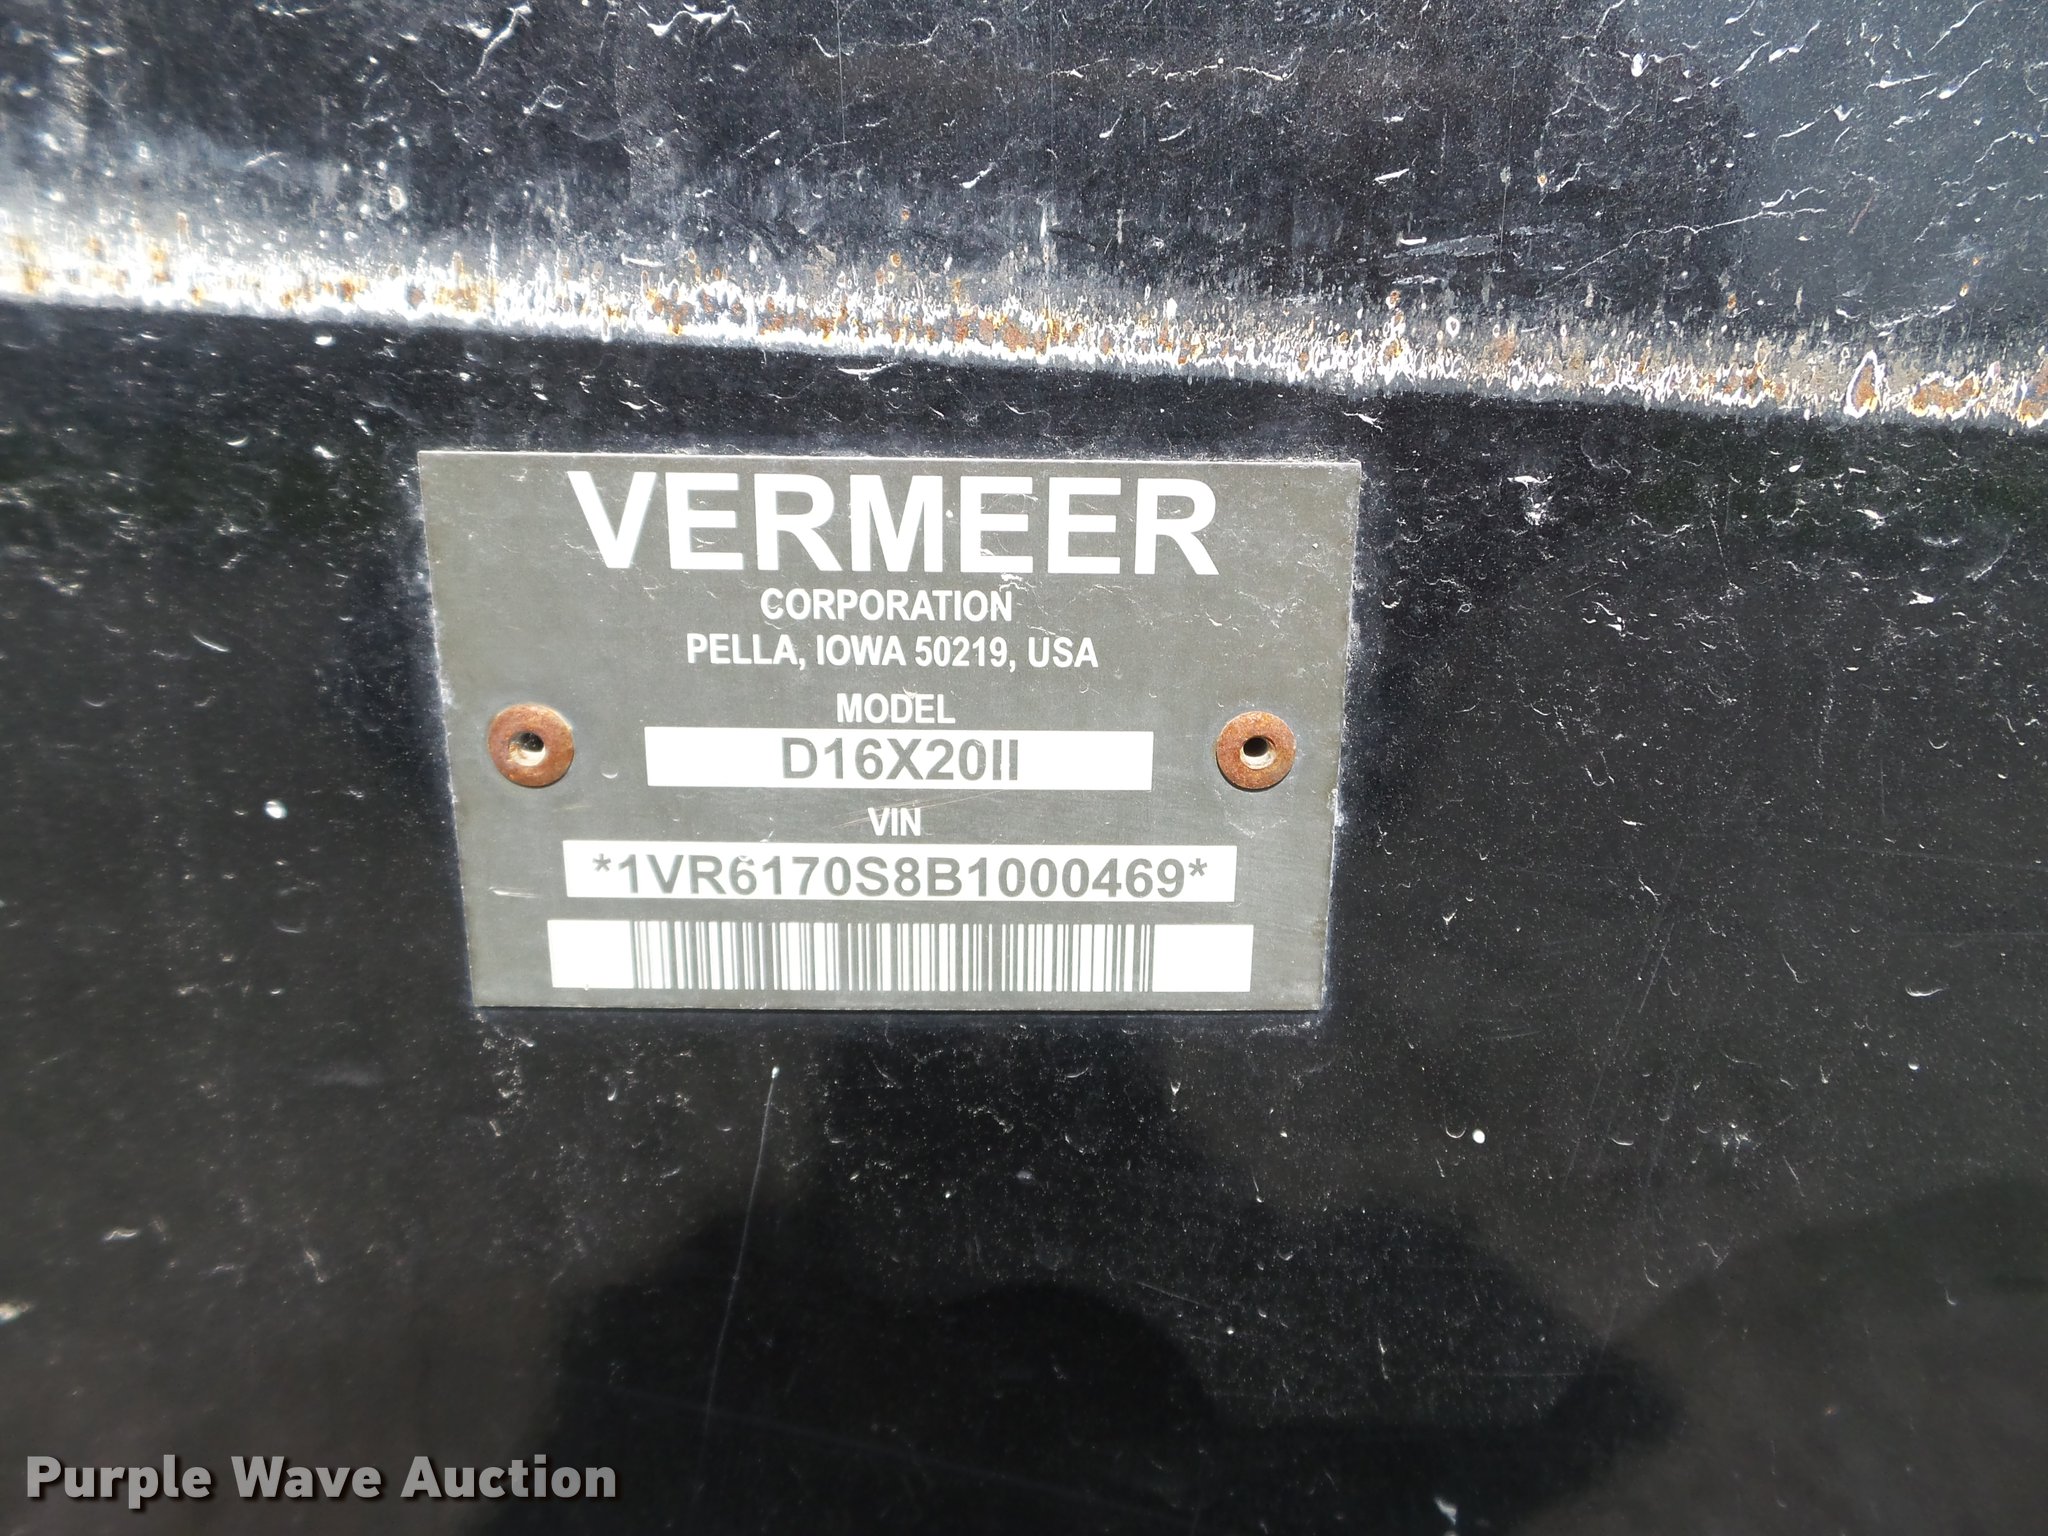 VERMEER
CORPORATION
PELLA, IOWA 50219, USA
MODEL
D16X20II
VIN
*1VR6170S8B1000469*
Purple Wave Auction